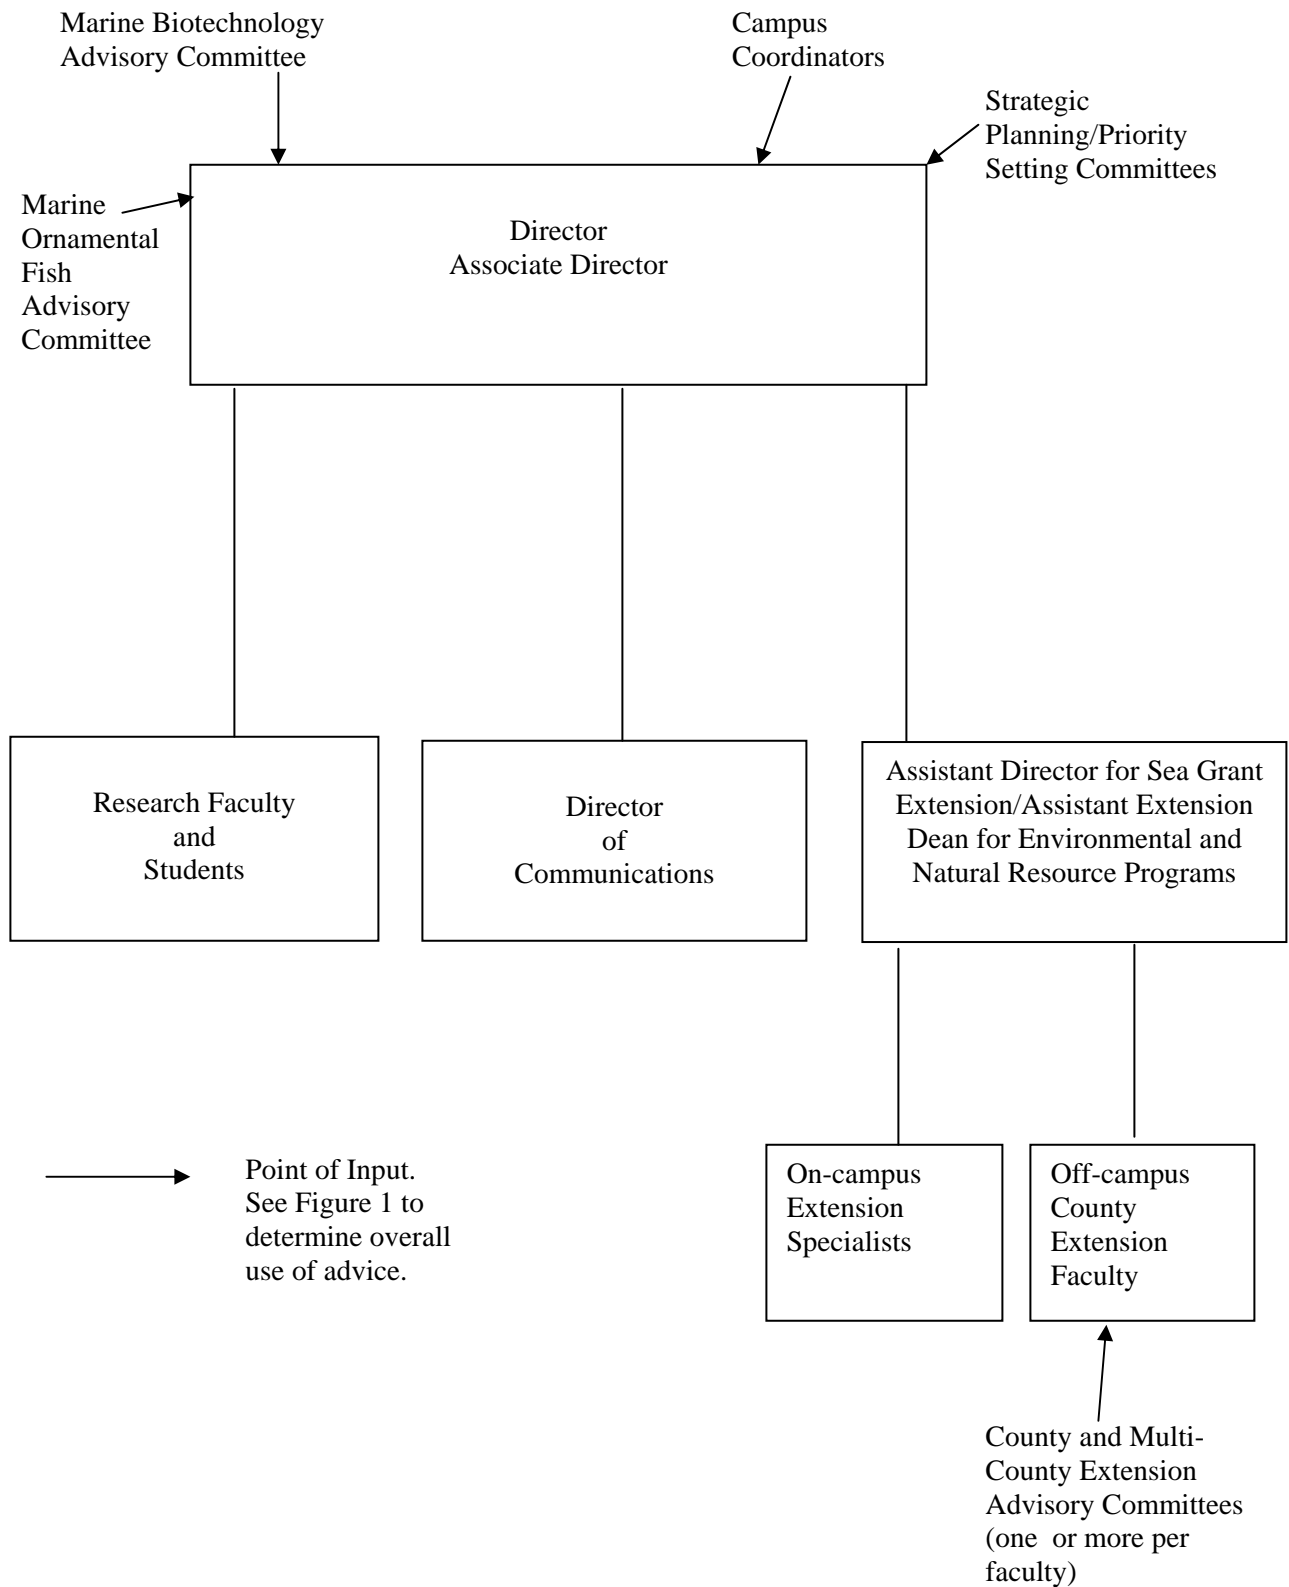 Marine Biotechnology
Advisory Committee
Campus
Coordinators
Strategic
Planning/Priority
Setting Committees
Marine
Ornamental
Fish
Advisory
Committee
Director
Associate Director
Research Faculty
and
Students
Director
of
Communications
Assistant Director for Sea Grant
Extension/Assistant Extension
Dean for Environmental and
Natural Resource Programs
Point of Input.
See Figure 1 to
determine overall
use of advice.
On-campus
Extension
Specialists
Off-campus
County
Extension
Faculty
County and Multi-
County Extension
Advisory Committees
(one or more per
faculty)